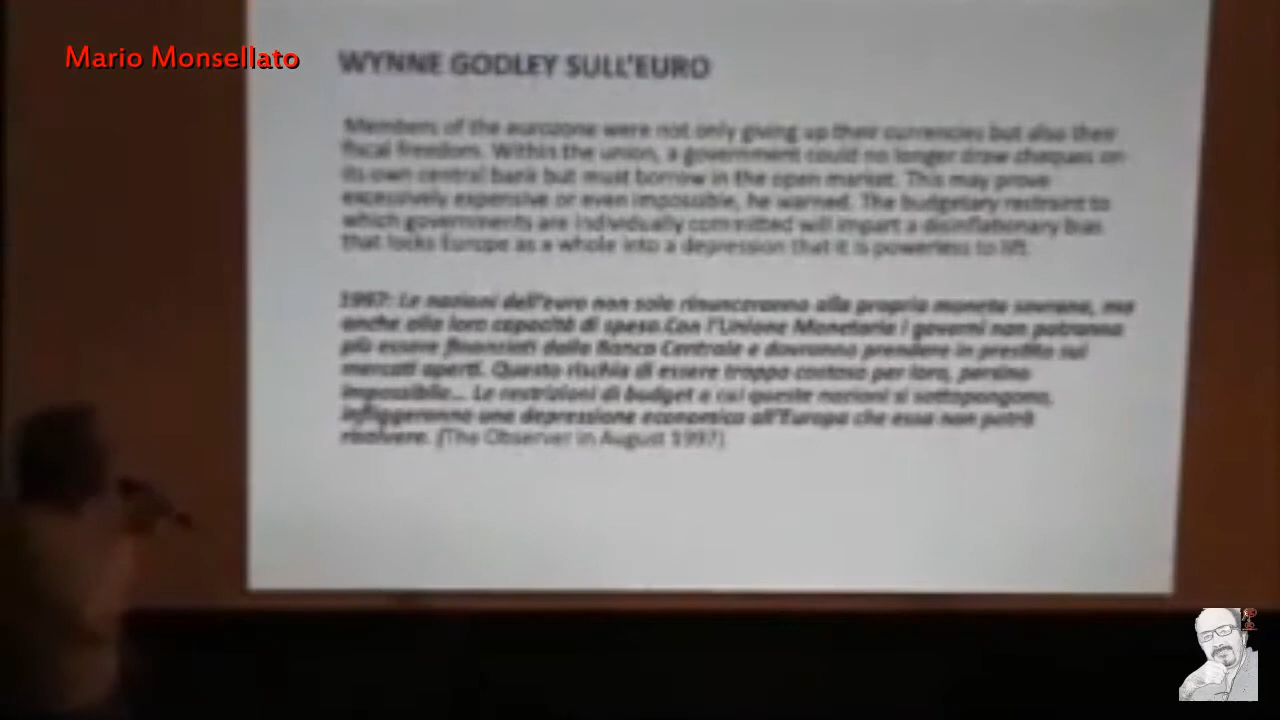 Mario Monsellato
WYNNE GODLEY SULL'EURO
Members of the eurozone were not only giving up their currencies but also their
fiscal freedom. Within the union, a government could no longer draw cheques on
its own central bank but must borrow in the open market. This may prove
excessively expensive or even impossible, he warned. The budgetary restraint to
which governments are individually committed will impart a disinflationary bias
that locks Europe as a whole into a depression that it is powerless to lift.
1997: Le nazioni dell'euro non solo rinunceranno alla propria moneta sovrana, ma
anche alla loro capacità di spesa.Con l'Unione Monetaria i governi non potranno
più essere finanziati dalla Banca Centrale e dovranno prendere in prestito sui
mercati aperti. Questo rischia di essere troppo costoso per loro, persino
impossibile... Le restrizioni di budget a cui queste nazioni si sottopongono,
infliggeranno una depressione economica all'Europa che essa non potrà
risolvere. (The Observer in August 1997)